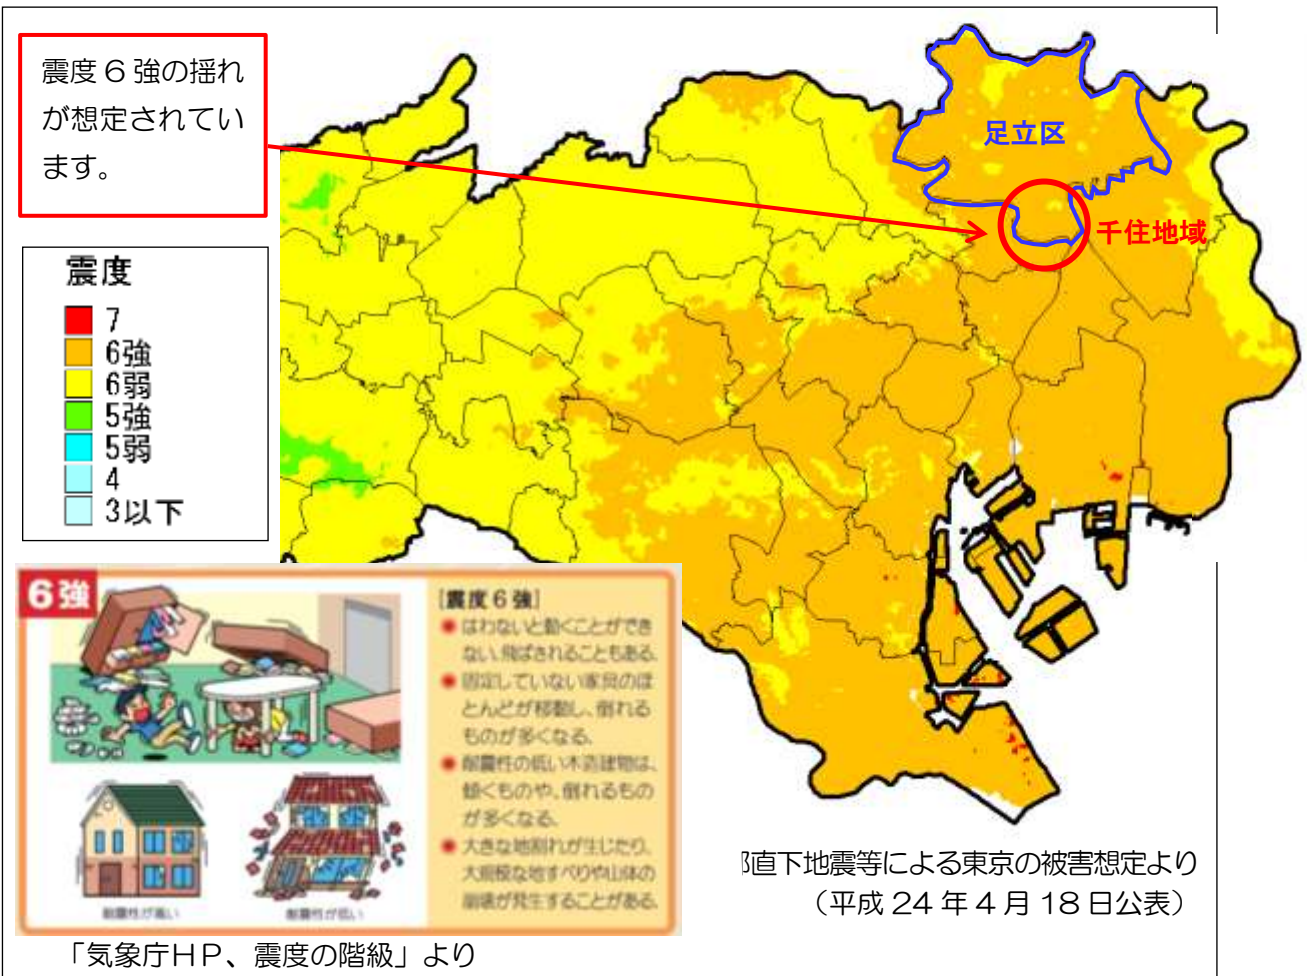 震度６強の揺れ
が想定されてい
ます。
足立区
千住地域
震度
7
6強
6弱
5強
5弱
4
3以下
6強
[震度６強]
はわないと動くことができ
ない。飛ばされることもある。
固定していない家具のほ
とんどが移動し、倒れる
ものが多くなる。
耐震性の低い木造建物は、
傾くものや、倒れるもの
が多くなる。
大きな地割れが生じたり、
大規模な地すべりや山体の
崩壊が発生することがある。
耐震性が高い
耐震性が低い
直下地震等による東京の被害想定より
（平成 24 年 4 月 18 日公表）
「気象庁ＨＰ、震度の階級」より